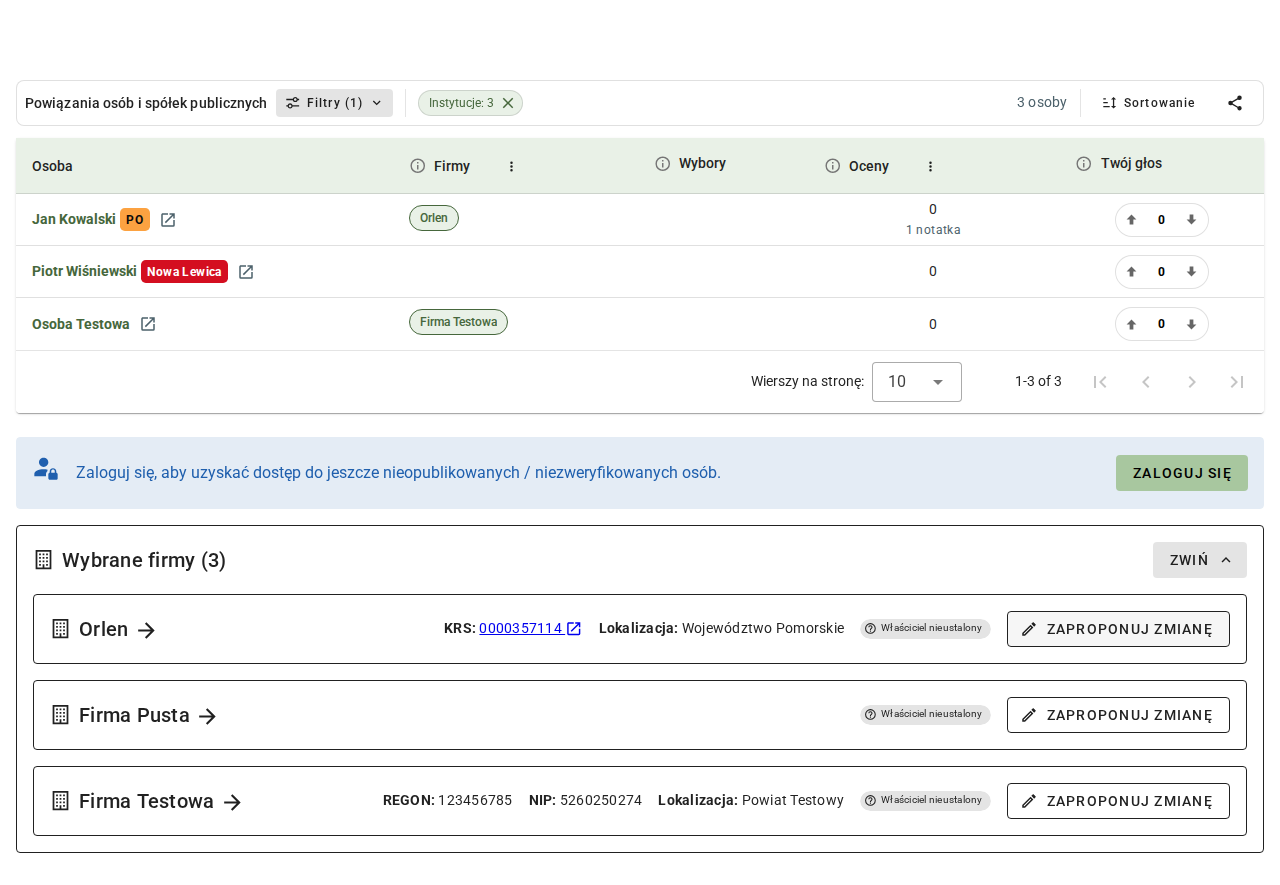 Powiązania osób i spółek publicznych Filtry (1) Instytucje: 3 3 osoby Sortowanie
Osoba Firmy Wybory Oceny Twój głos
Jan Kowalski PO Orlen 0 0
1 notatka
Piotr Wiśniewski Nowa Lewica 0 0
Osoba Testowa Firma Testowa 0 0
Wierszy na stronę: 10 1-3 of 3
Zaloguj się, aby uzyskać dostęp do jeszcze nieopublikowanych / niezweryfikowanych osób. ZALOGUJ SIĘ
Wybrane firmy (3) ZWIŃ
Orlen KRS: 0000357114 Lokalizacja: Województwo Pomorskie Właściciel nieustalony ZAPROPONUJ ZMIANĘ
Firma Pusta Właściciel nieustalony ZAPROPONUJ ZMIANĘ
Firma Testowa REGON: 123456785 NIP: 5260250274 Lokalizacja: Powiat Testowy Właściciel nieustalony ZAPROPONUJ ZMIANĘ